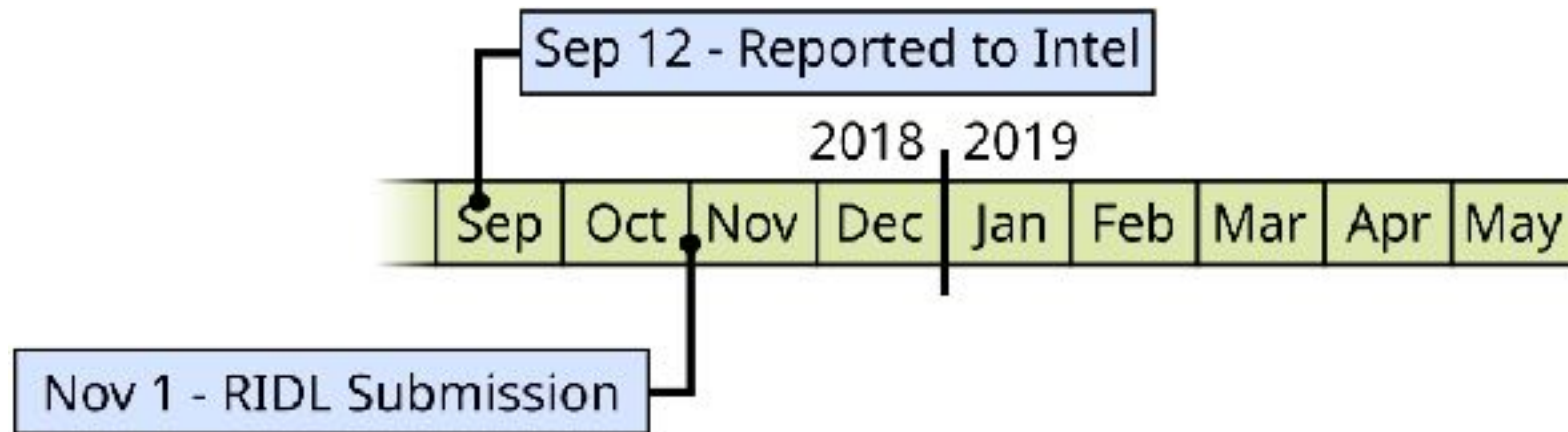 Sep 12 - Reported to Intel
2018 2019
Sep Oct Nov Dec Jan Feb Mar Apr May
Nov 1 - RIDL Submission